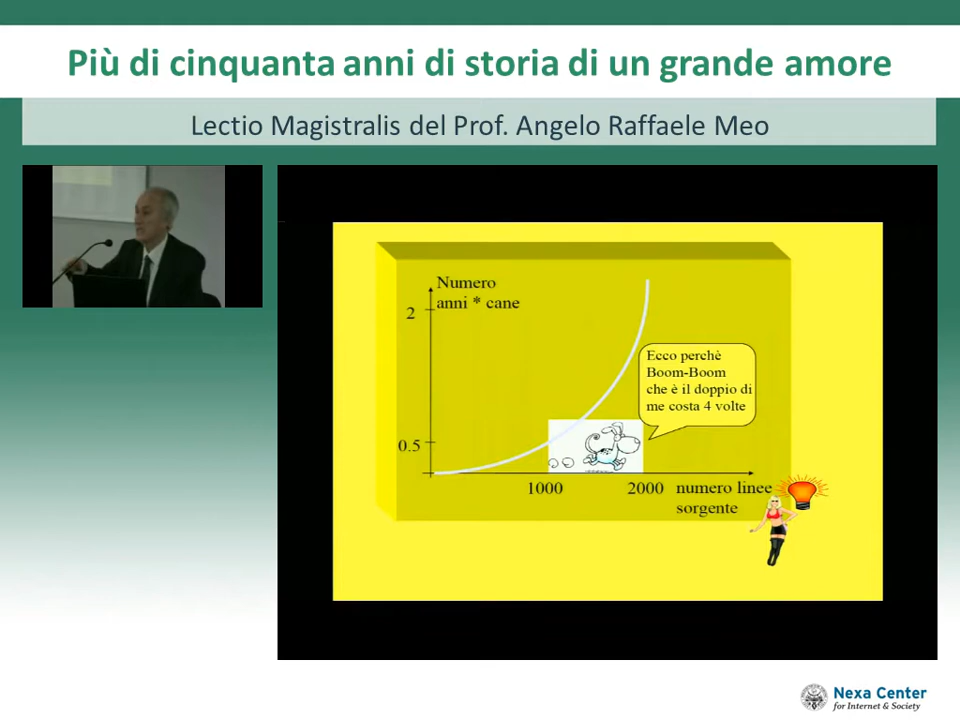 Più di cinquanta anni di storia di un grande amore
Lectio Magistralis del Prof. Angelo Raffaele Meo
Numero
anni * cane
2
Ecco perchè
Boom-Boom
che è il doppio di
me costa 4 volte
0.5
1000
2000
numero linee
sorgente
Nexa Center
for Internet & Society